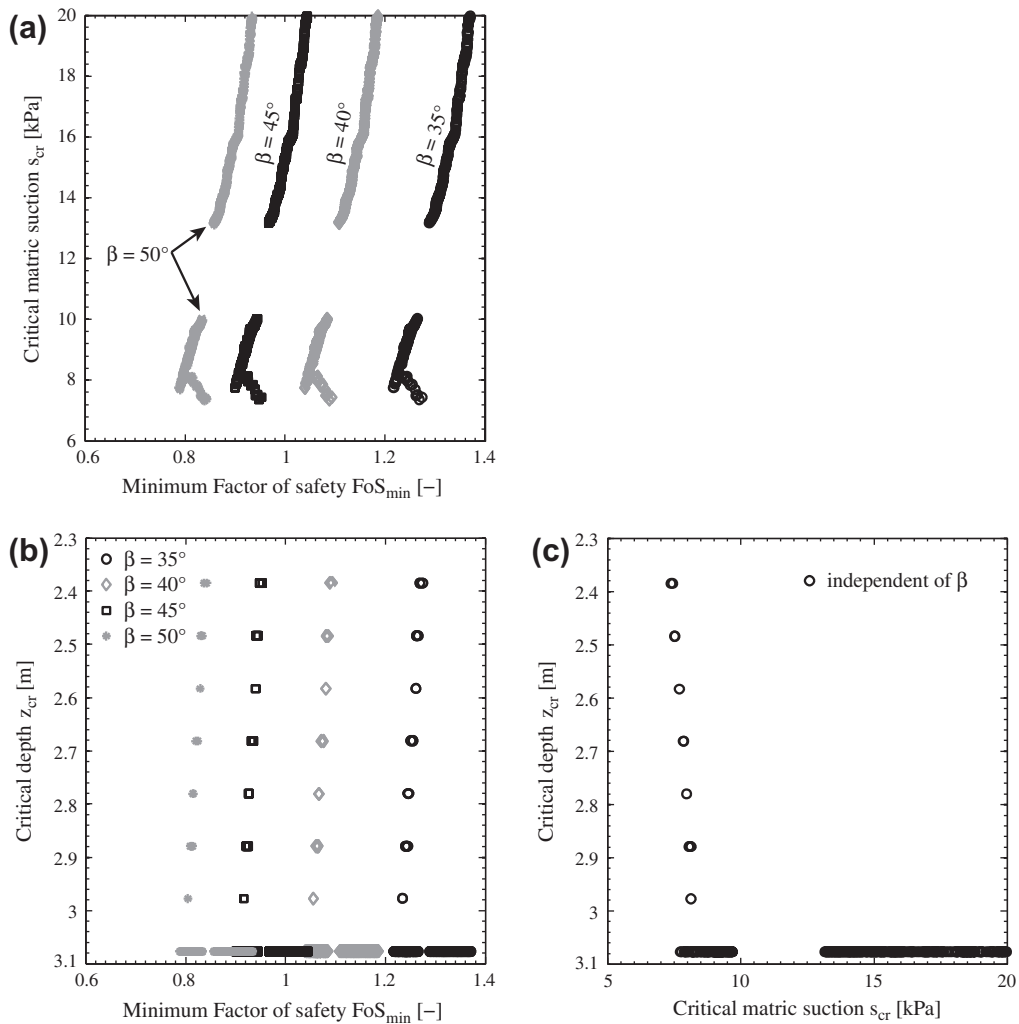 (a)
20
18
16
14
12
10
8
6
Critical matric suction s_cr [kPa]
β = 45°
β = 40°
β = 35°
β = 50°
0.6
0.8
1
1.2
1.4
Minimum Factor of safety FoS_min [−]
(b)
2.3
2.4
2.5
2.6
2.7
2.8
2.9
3
3.1
Critical depth z_cr [m]
β = 35°
β = 40°
β = 45°
β = 50°
0.6
0.8
1
1.2
1.4
Minimum Factor of safety FoS_min [−]
(c)
2.3
2.4
2.5
2.6
2.7
2.8
2.9
3
3.1
Critical depth z_cr [m]
independent of β
5
10
15
20
Critical matric suction s_cr [kPa]